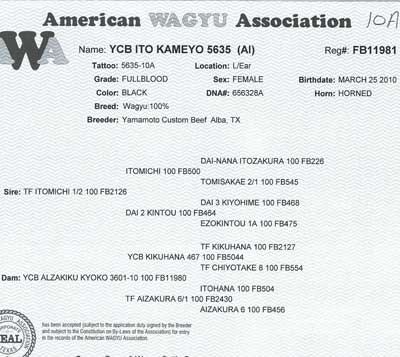 American WAGYU Association
10A
WA
Name: YCB ITO KAMEYO 5635 (AI)
Reg#: FB11981
Tattoo: 5635-10A
Location: L/Ear
Grade: FULLBLOOD
Sex: FEMALE
Birthdate: MARCH 25 2010
Color: BLACK
DNA#: 656328A
Horn: HORNED
Breed: Wagyu:100%
Breeder: Yamamoto Custom Beef Alba, TX
DAI-NANA ITOZAKURA 100 FB226
ITOMICHI 100 FB500
TOMISAKAE 2/1 100 FB545
Sire: TF ITOMICHI 1/2 100 FB2126
DAI 3 KIYOHIME 100 FB468
DAI 2 KINTOU 100 FB464
EZOKINTOU 1A 100 FB475
TF KIKUHANA 100 FB2127
YCB KIKUHANA 467 100 FB5044
TF CHIYOTAKE 8 100 FB554
Dam: YCB ALZAKIKU KYOKO 3601-10 100 FB11980
ITOHANA 100 FB504
TF AIZAKURA 6/1 100 FB2430
AIZAKURA 6 100 FB456
has been accepted (subject to the application duly signed by the Breeder
and subject to the Constitution on By-Laws of the Association) for entry
in the records of the American WAGYU Association.
SEAL
TEXAS